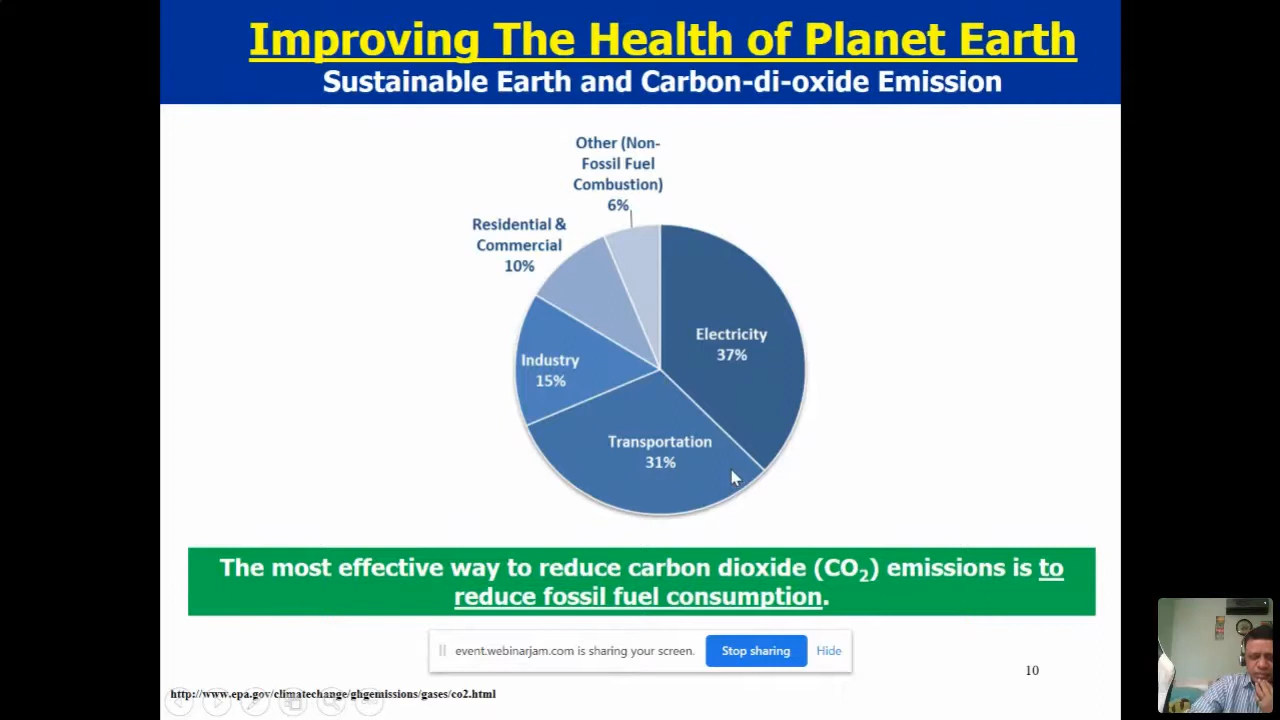 Improving The Health of Planet Earth
Sustainable Earth and Carbon-di-oxide Emission
Other (Non-
Fossil Fuel
Combustion)
6%
Residential &
Commercial
10%
Electricity
37%
Industry
15%
Transportation
31%
The most effective way to reduce carbon dioxide (CO₂) emissions is to
reduce fossil fuel consumption.
event.webinarjam.com is sharing your screen.
Stop sharing
Hide
10
http://www.epa.gov/climatechange/ghgemissions/gases/co2.html